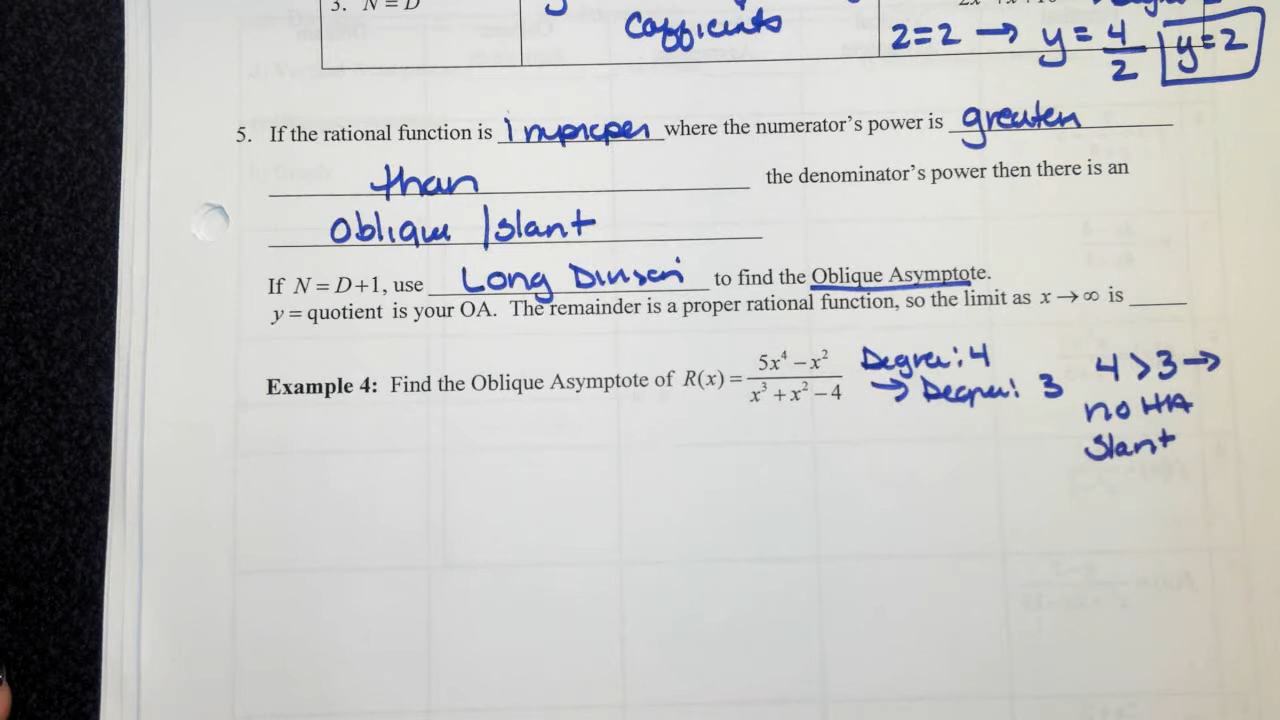 3. N = D
coefficients
2=2 → y = 4/2 y=2
5. If the rational function is improper where the numerator's power is greater
than the denominator's power then there is an
Oblique / slant
If N = D+1, use Long Division to find the Oblique Asymptote.
y = quotient is your OA. The remainder is a proper rational function, so the limit as x → ∞ is ______
Example 4: Find the Oblique Asymptote of R(x) = (5x⁴ − x²)/(x³ + x² − 4)
Degree: 4
→ Degree: 3
4 > 3 →
no HA
Slant